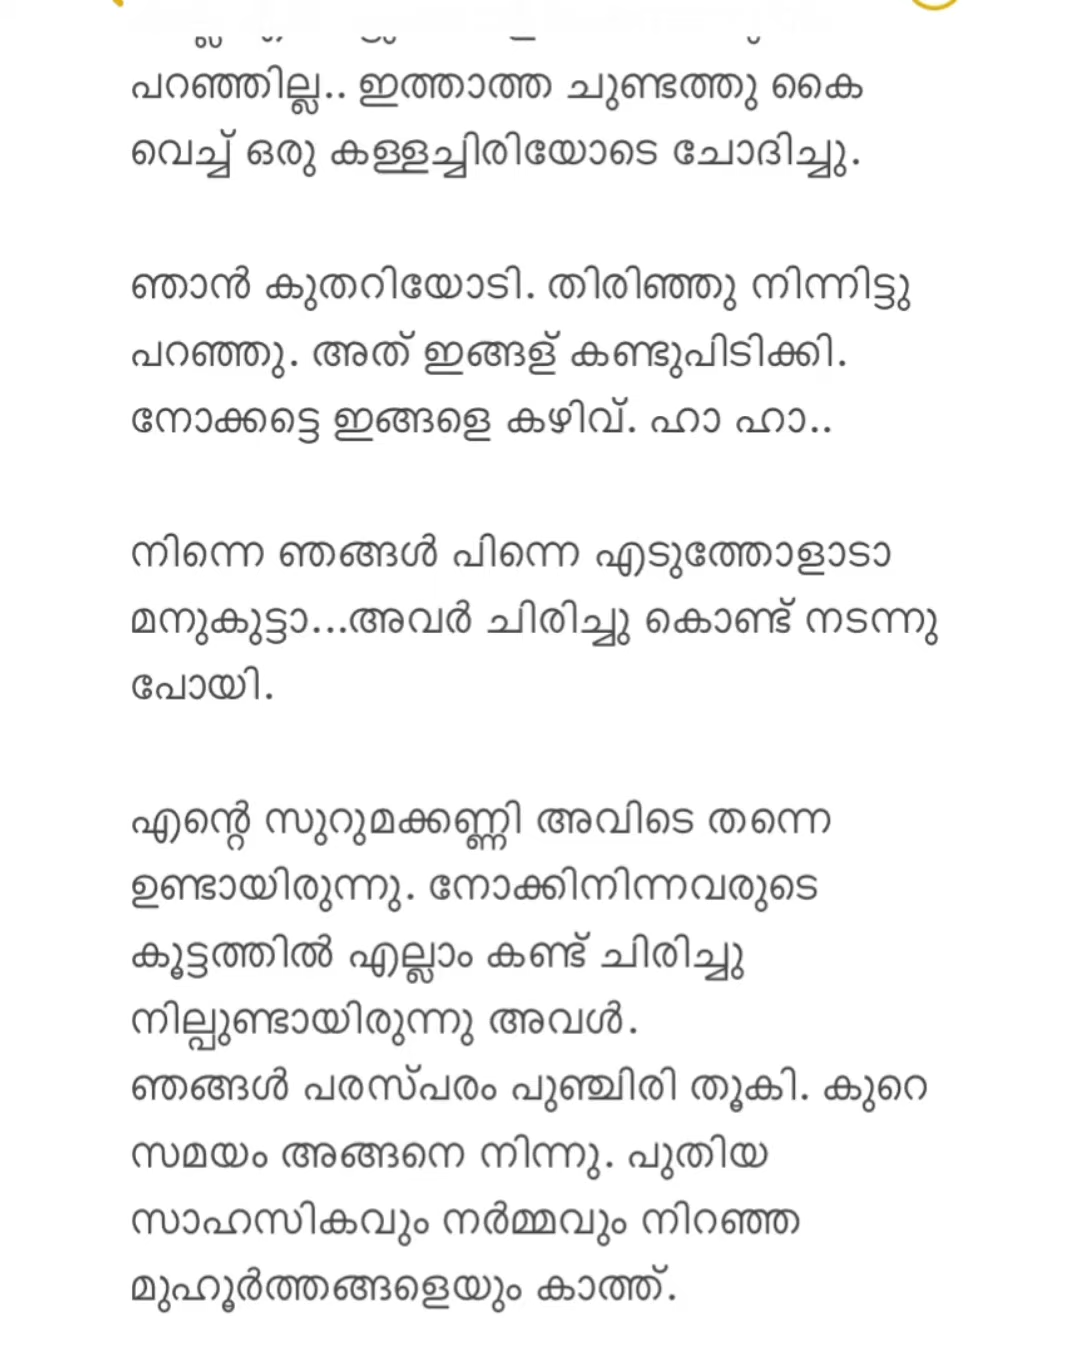 പറഞ്ഞില്ല.. ഇത്താത്ത ചുണ്ടത്തു കൈ
വെച്ച് ഒരു കള്ളച്ചിരിയോടെ ചോദിച്ചു.
ഞാൻ കുതറിയോടി. തിരിഞ്ഞു നിന്നിട്ടു
പറഞ്ഞു. അത് ഇങ്ങള് കണ്ടുപിടിക്കി.
നോക്കട്ടെ ഇങ്ങളെ കഴിവ്. ഹാ ഹാ..
നിന്നെ ഞങ്ങൾ പിന്നെ എടുത്തോളാടാ
മനുകുട്ടാ...അവർ ചിരിച്ചു കൊണ്ട് നടന്നു
പോയി.
എന്റെ സുറുമക്കണ്ണി അവിടെ തന്നെ
ഉണ്ടായിരുന്നു. നോക്കിനിന്നവരുടെ
കൂട്ടത്തിൽ എല്ലാം കണ്ട് ചിരിച്ചു
നില്പുണ്ടായിരുന്നു അവൾ.
ഞങ്ങൾ പരസ്പരം പുഞ്ചിരി തൂകി. കുറെ
സമയം അങ്ങനെ നിന്നു. പുതിയ
സാഹസികവും നർമ്മവും നിറഞ്ഞ
മുഹൂർത്തങ്ങളെയും കാത്ത്.